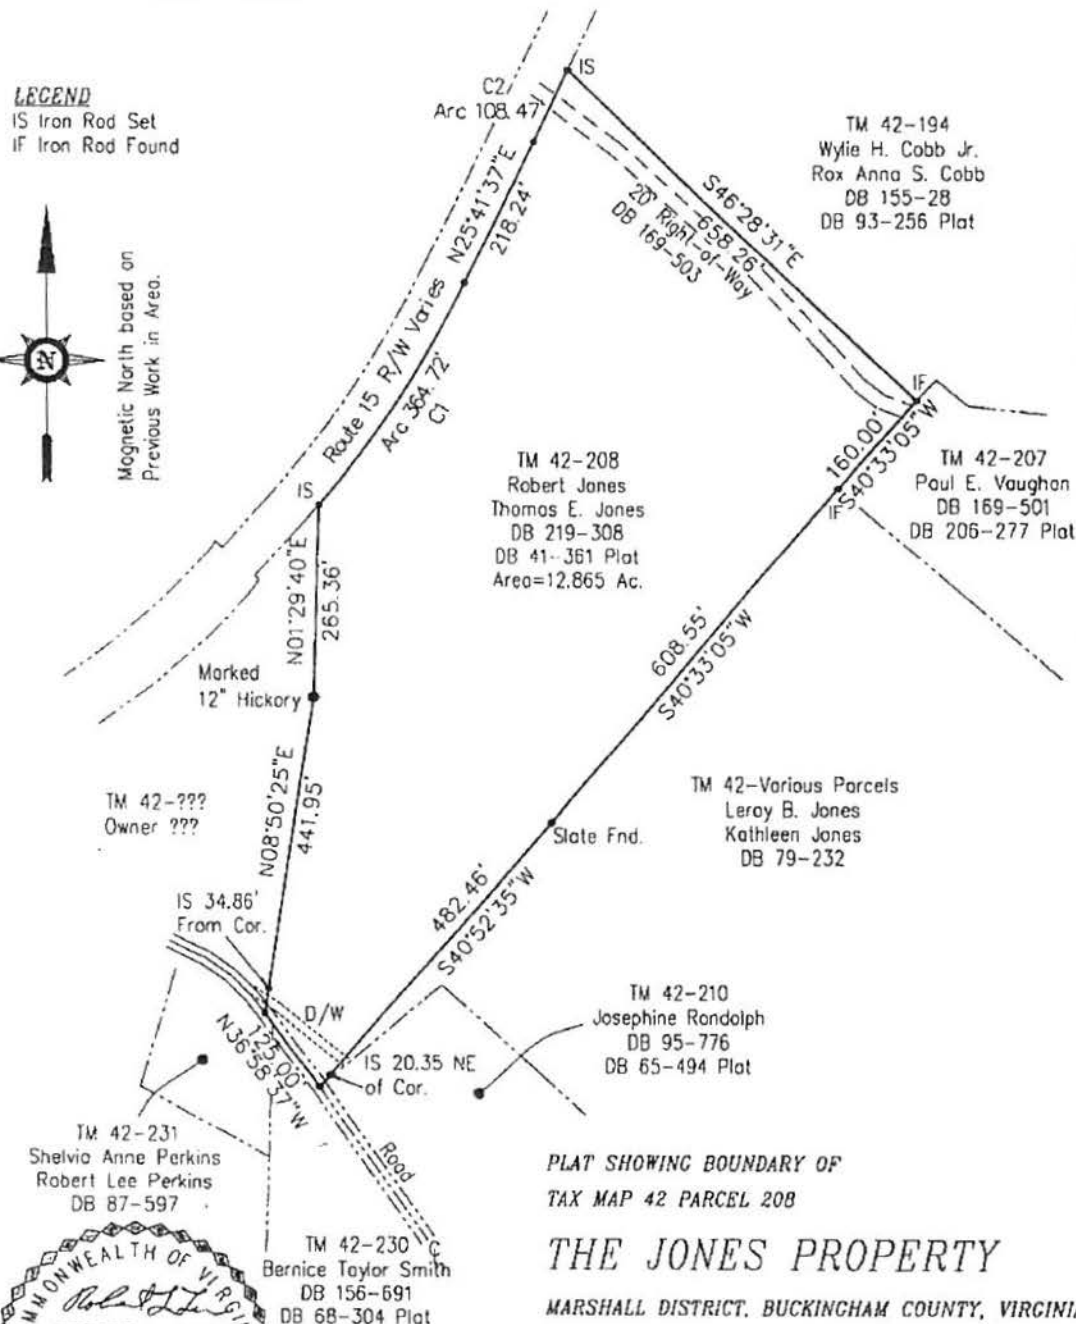 LEGEND
IS Iron Rod Set
IF Iron Rod Found
N
Magnetic North based on
Previous Work in Area.
IS
C2
Arc 108.47'
N25°41'37"E
218.24'
Route 15 R/W Varies
Arc 364.72'
C1
IS
S46°28'31"E
658.26'
20' Right-of-Way
DB 169-503
TM 42-194
Wylie H. Cobb Jr.
Rox Anna S. Cobb
DB 155-28
DB 93-256 Plat
IF
160.00'
S40°33'05"W
IF
TM 42-207
Paul E. Vaughan
DB 169-501
DB 206-277 Plat
TM 42-208
Robert Jones
Thomas E. Jones
DB 219-308
DB 41-361 Plat
Area=12.865 Ac.
N01°29'40"E
265.36'
Marked
12" Hickory
608.55'
S40°33'05"W
TM 42-???
Owner ???
N08°50'25"E
441.95'
TM 42-Various Parcels
Leroy B. Jones
Kathleen Jones
DB 79-232
Slate Fnd.
482.46'
S40°52'35"W
IS 34.86'
From Cor.
D/W
125.00'
N36°58'37"W
IS 20.35 NE
of Cor.
TM 42-210
Josephine Randolph
DB 95-776
DB 65-494 Plat
Road
TM 42-231
Shelvia Anne Perkins
Robert Lee Perkins
DB 87-597
TM 42-230
Bernice Taylor Smith
DB 156-691
DB 68-304 Plat
PLAT SHOWING BOUNDARY OF
TAX MAP 42 PARCEL 208
THE JONES PROPERTY
MARSHALL DISTRICT, BUCKINGHAM COUNTY, VIRGINI
MMONWEALTH OF VIRGI